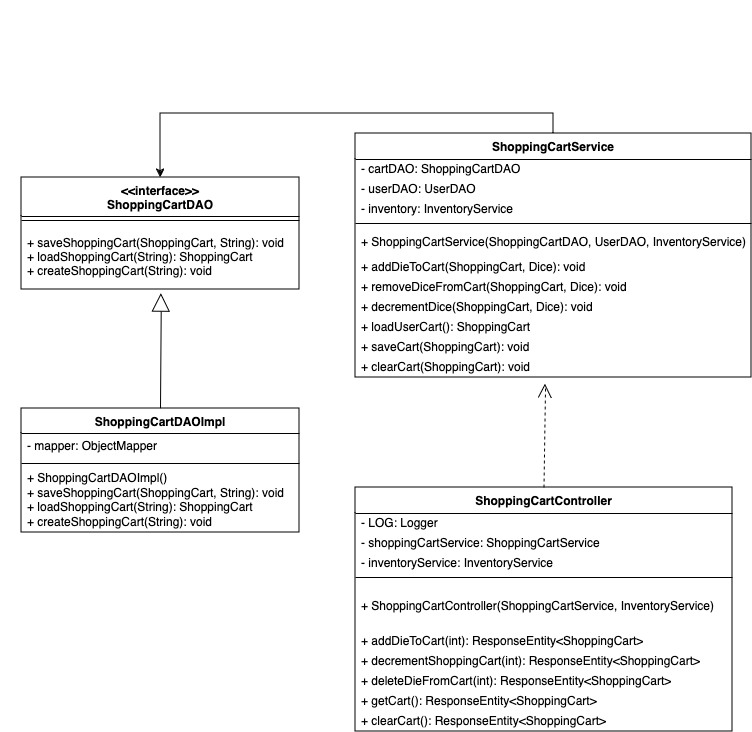 <<interface>>
ShoppingCartDAO
+ saveShoppingCart(ShoppingCart, String): void
+ loadShoppingCart(String): ShoppingCart
+ createShoppingCart(String): void
ShoppingCartService
- cartDAO: ShoppingCartDAO
- userDAO: UserDAO
- inventory: InventoryService
+ ShoppingCartService(ShoppingCartDAO, UserDAO, InventoryService)
+ addDieToCart(ShoppingCart, Dice): void
+ removeDiceFromCart(ShoppingCart, Dice): void
+ decrementDice(ShoppingCart, Dice): void
+ loadUserCart(): ShoppingCart
+ saveCart(ShoppingCart): void
+ clearCart(ShoppingCart): void
ShoppingCartDAOImpl
- mapper: ObjectMapper
+ ShoppingCartDAOImpl()
+ saveShoppingCart(ShoppingCart, String): void
+ loadShoppingCart(String): ShoppingCart
+ createShoppingCart(String): void
ShoppingCartController
- LOG: Logger
- shoppingCartService: ShoppingCartService
- inventoryService: InventoryService
+ ShoppingCartController(ShoppingCartService, InventoryService)
+ addDieToCart(int): ResponseEntity<ShoppingCart>
+ decrementShoppingCart(int): ResponseEntity<ShoppingCart>
+ deleteDieFromCart(int): ResponseEntity<ShoppingCart>
+ getCart(): ResponseEntity<ShoppingCart>
+ clearCart(): ResponseEntity<ShoppingCart>